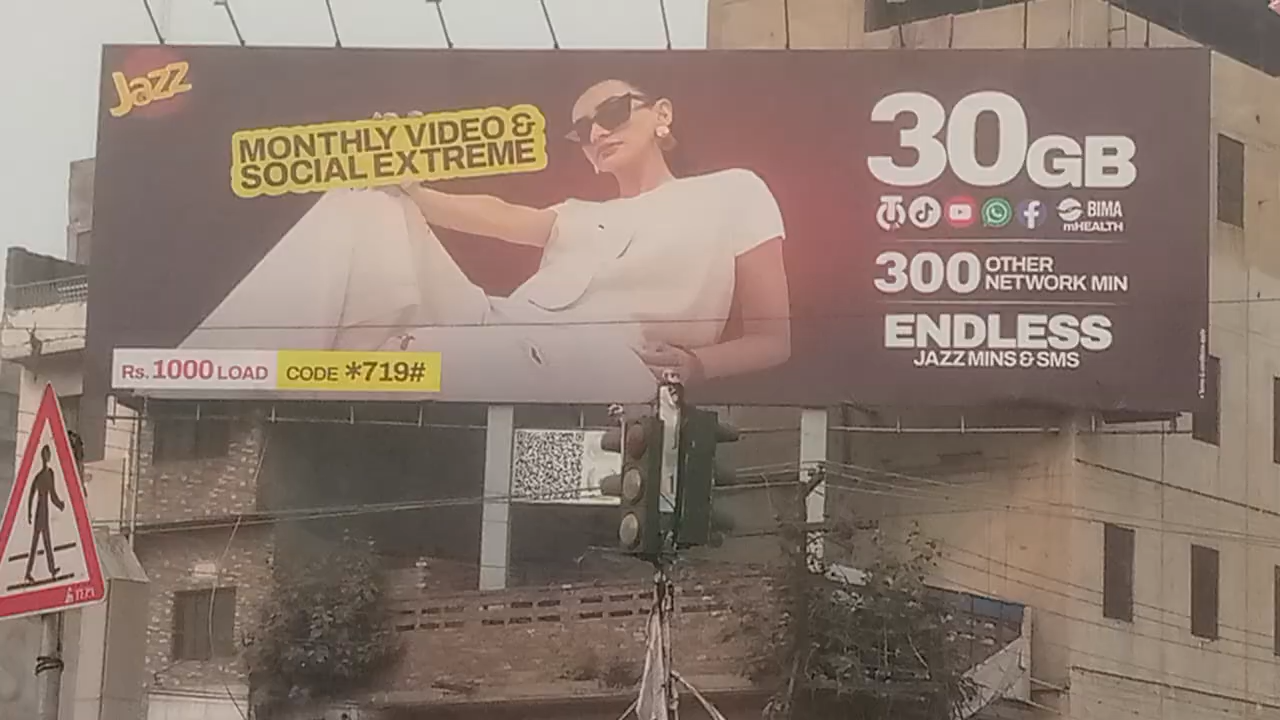 Jazz
MONTHLY VIDEO &
SOCIAL EXTREME
30GB
BIMA
mHEALTH
300 OTHER
NETWORK MIN
ENDLESS
JAZZ MINS & SMS
Rs. 1000 LOAD
CODE *719#